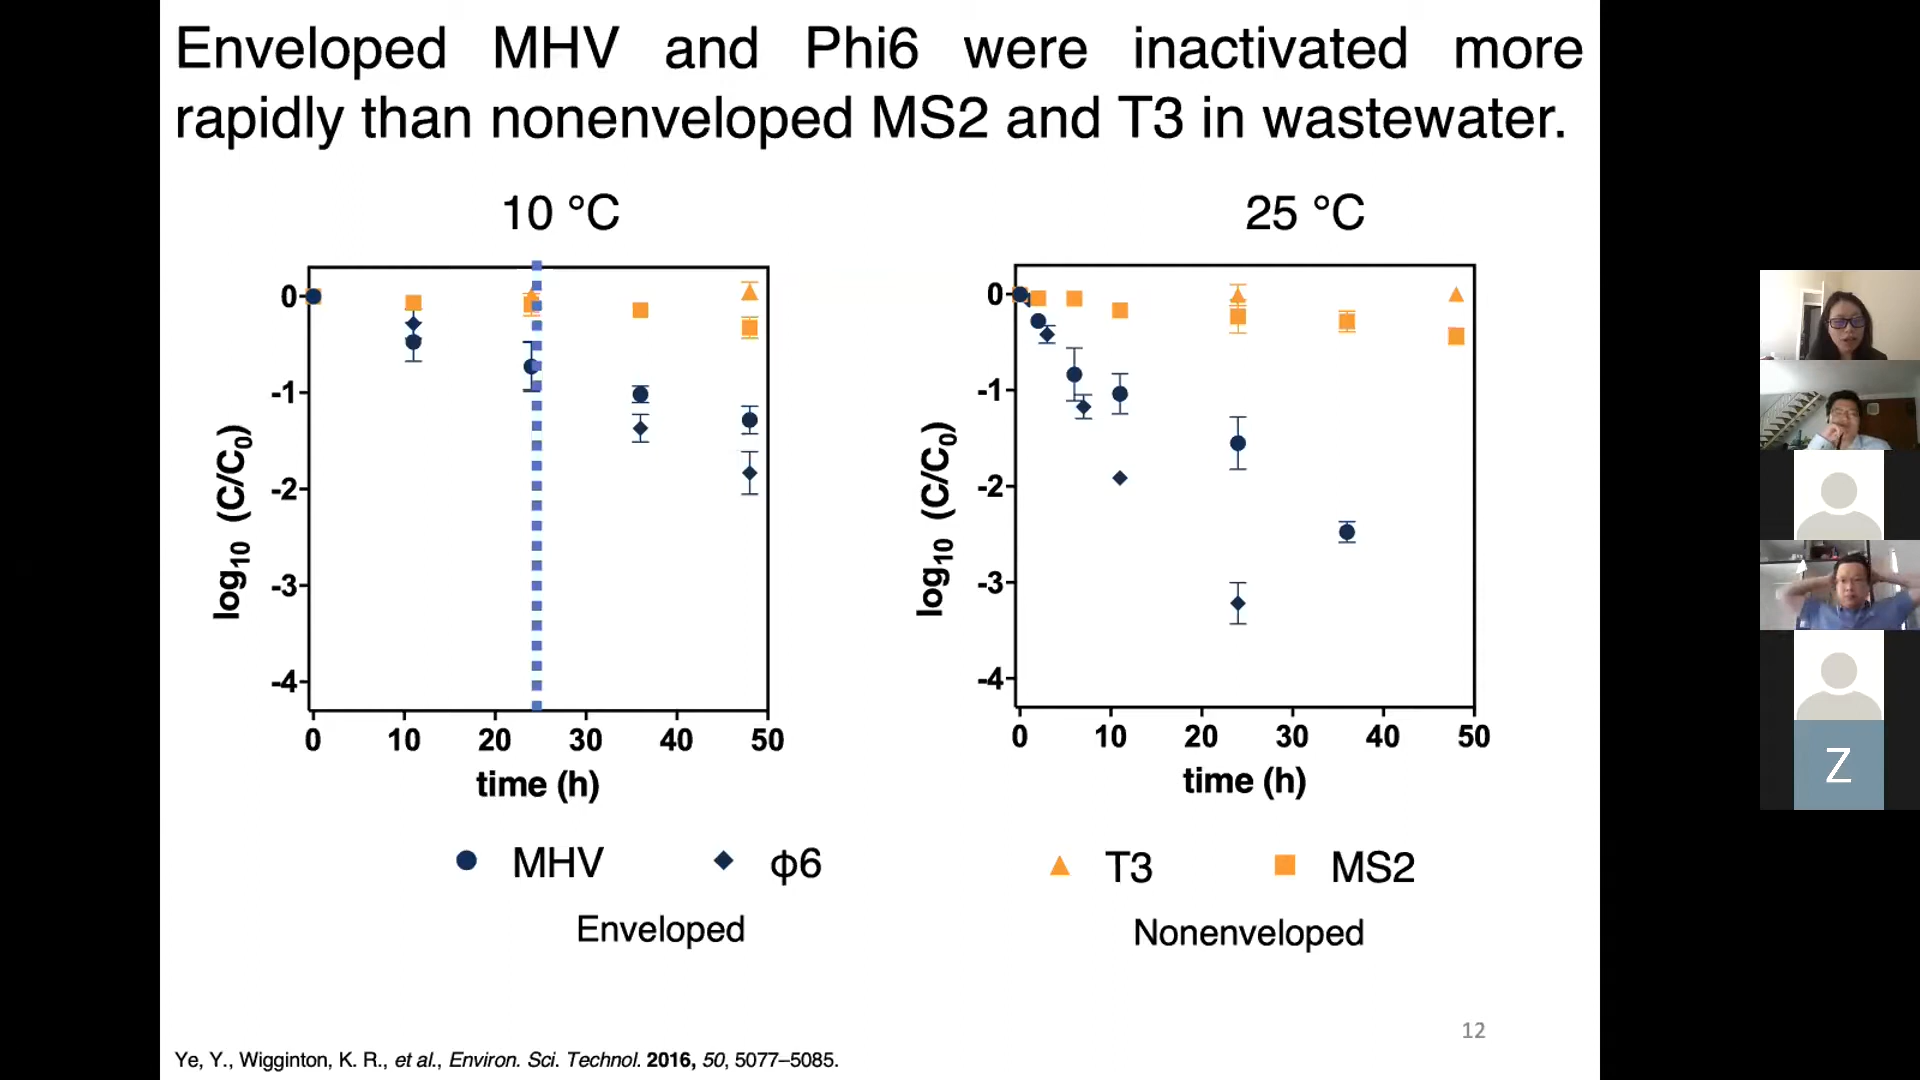 Enveloped MHV and Phi6 were inactivated more
rapidly than nonenveloped MS2 and T3 in wastewater.
10 °C
25 °C
0
-1
-2
-3
-4
log10 (C/C0)
0 10 20 30 40 50
time (h)
0
-1
-2
-3
-4
log10 (C/C0)
0 10 20 30 40 50
time (h)
MHV ϕ6
T3 MS2
Enveloped
Nonenveloped
12
Ye, Y., Wigginton, K. R., et al., Environ. Sci. Technol. 2016, 50, 5077–5085.
Z